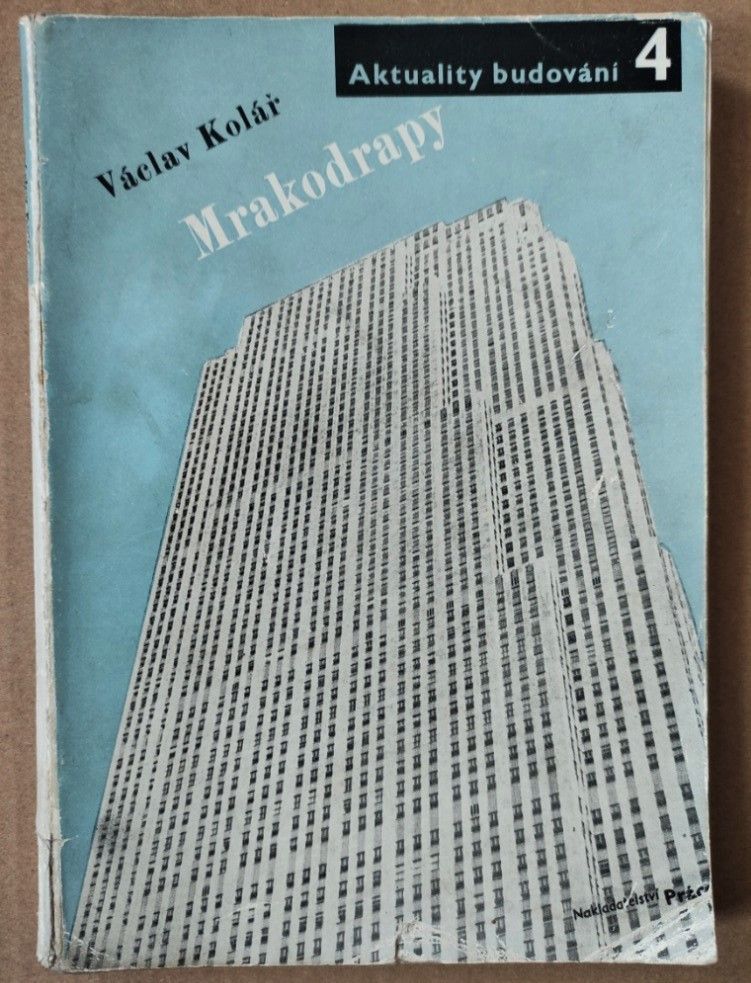 Aktuality budování 4
Václav Kolář
Mrakodrapy
Nakladatelství